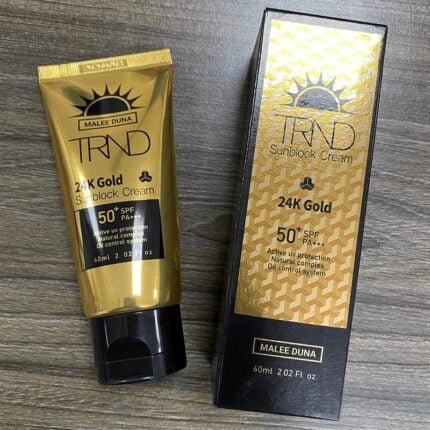 MALEE DUNA
TRND
24K Gold
Sunblock Cream
50+ SPF
PA+++
Active uv protection
Natural complex
Oil control system
60ml 2.02 Fl oz
TRND
Sunblock Cream
24K Gold
50+ SPF
PA+++
Active uv protection
Natural complex
Oil control system
MALEE DUNA
60ml 2.02 Fl. oz